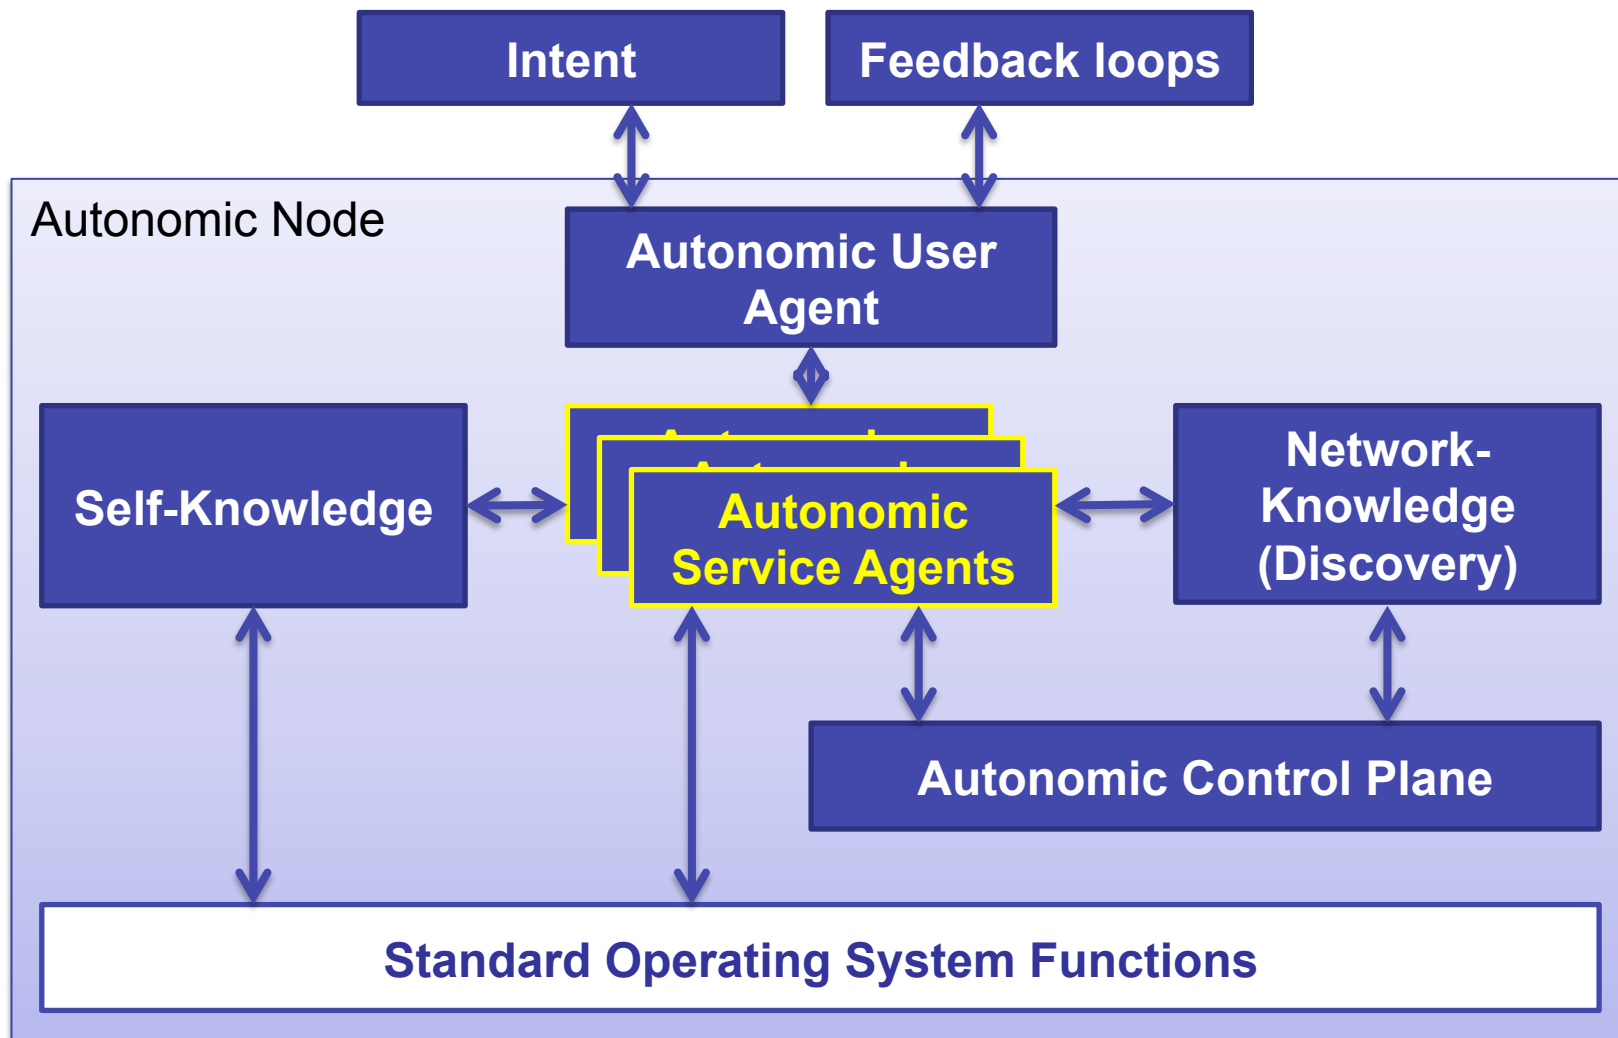 Intent
Feedback loops
Autonomic Node
Autonomic User
Agent
Self-Knowledge
Autonomic
Service Agents
Network-
Knowledge
(Discovery)
Autonomic Control Plane
Standard Operating System Functions